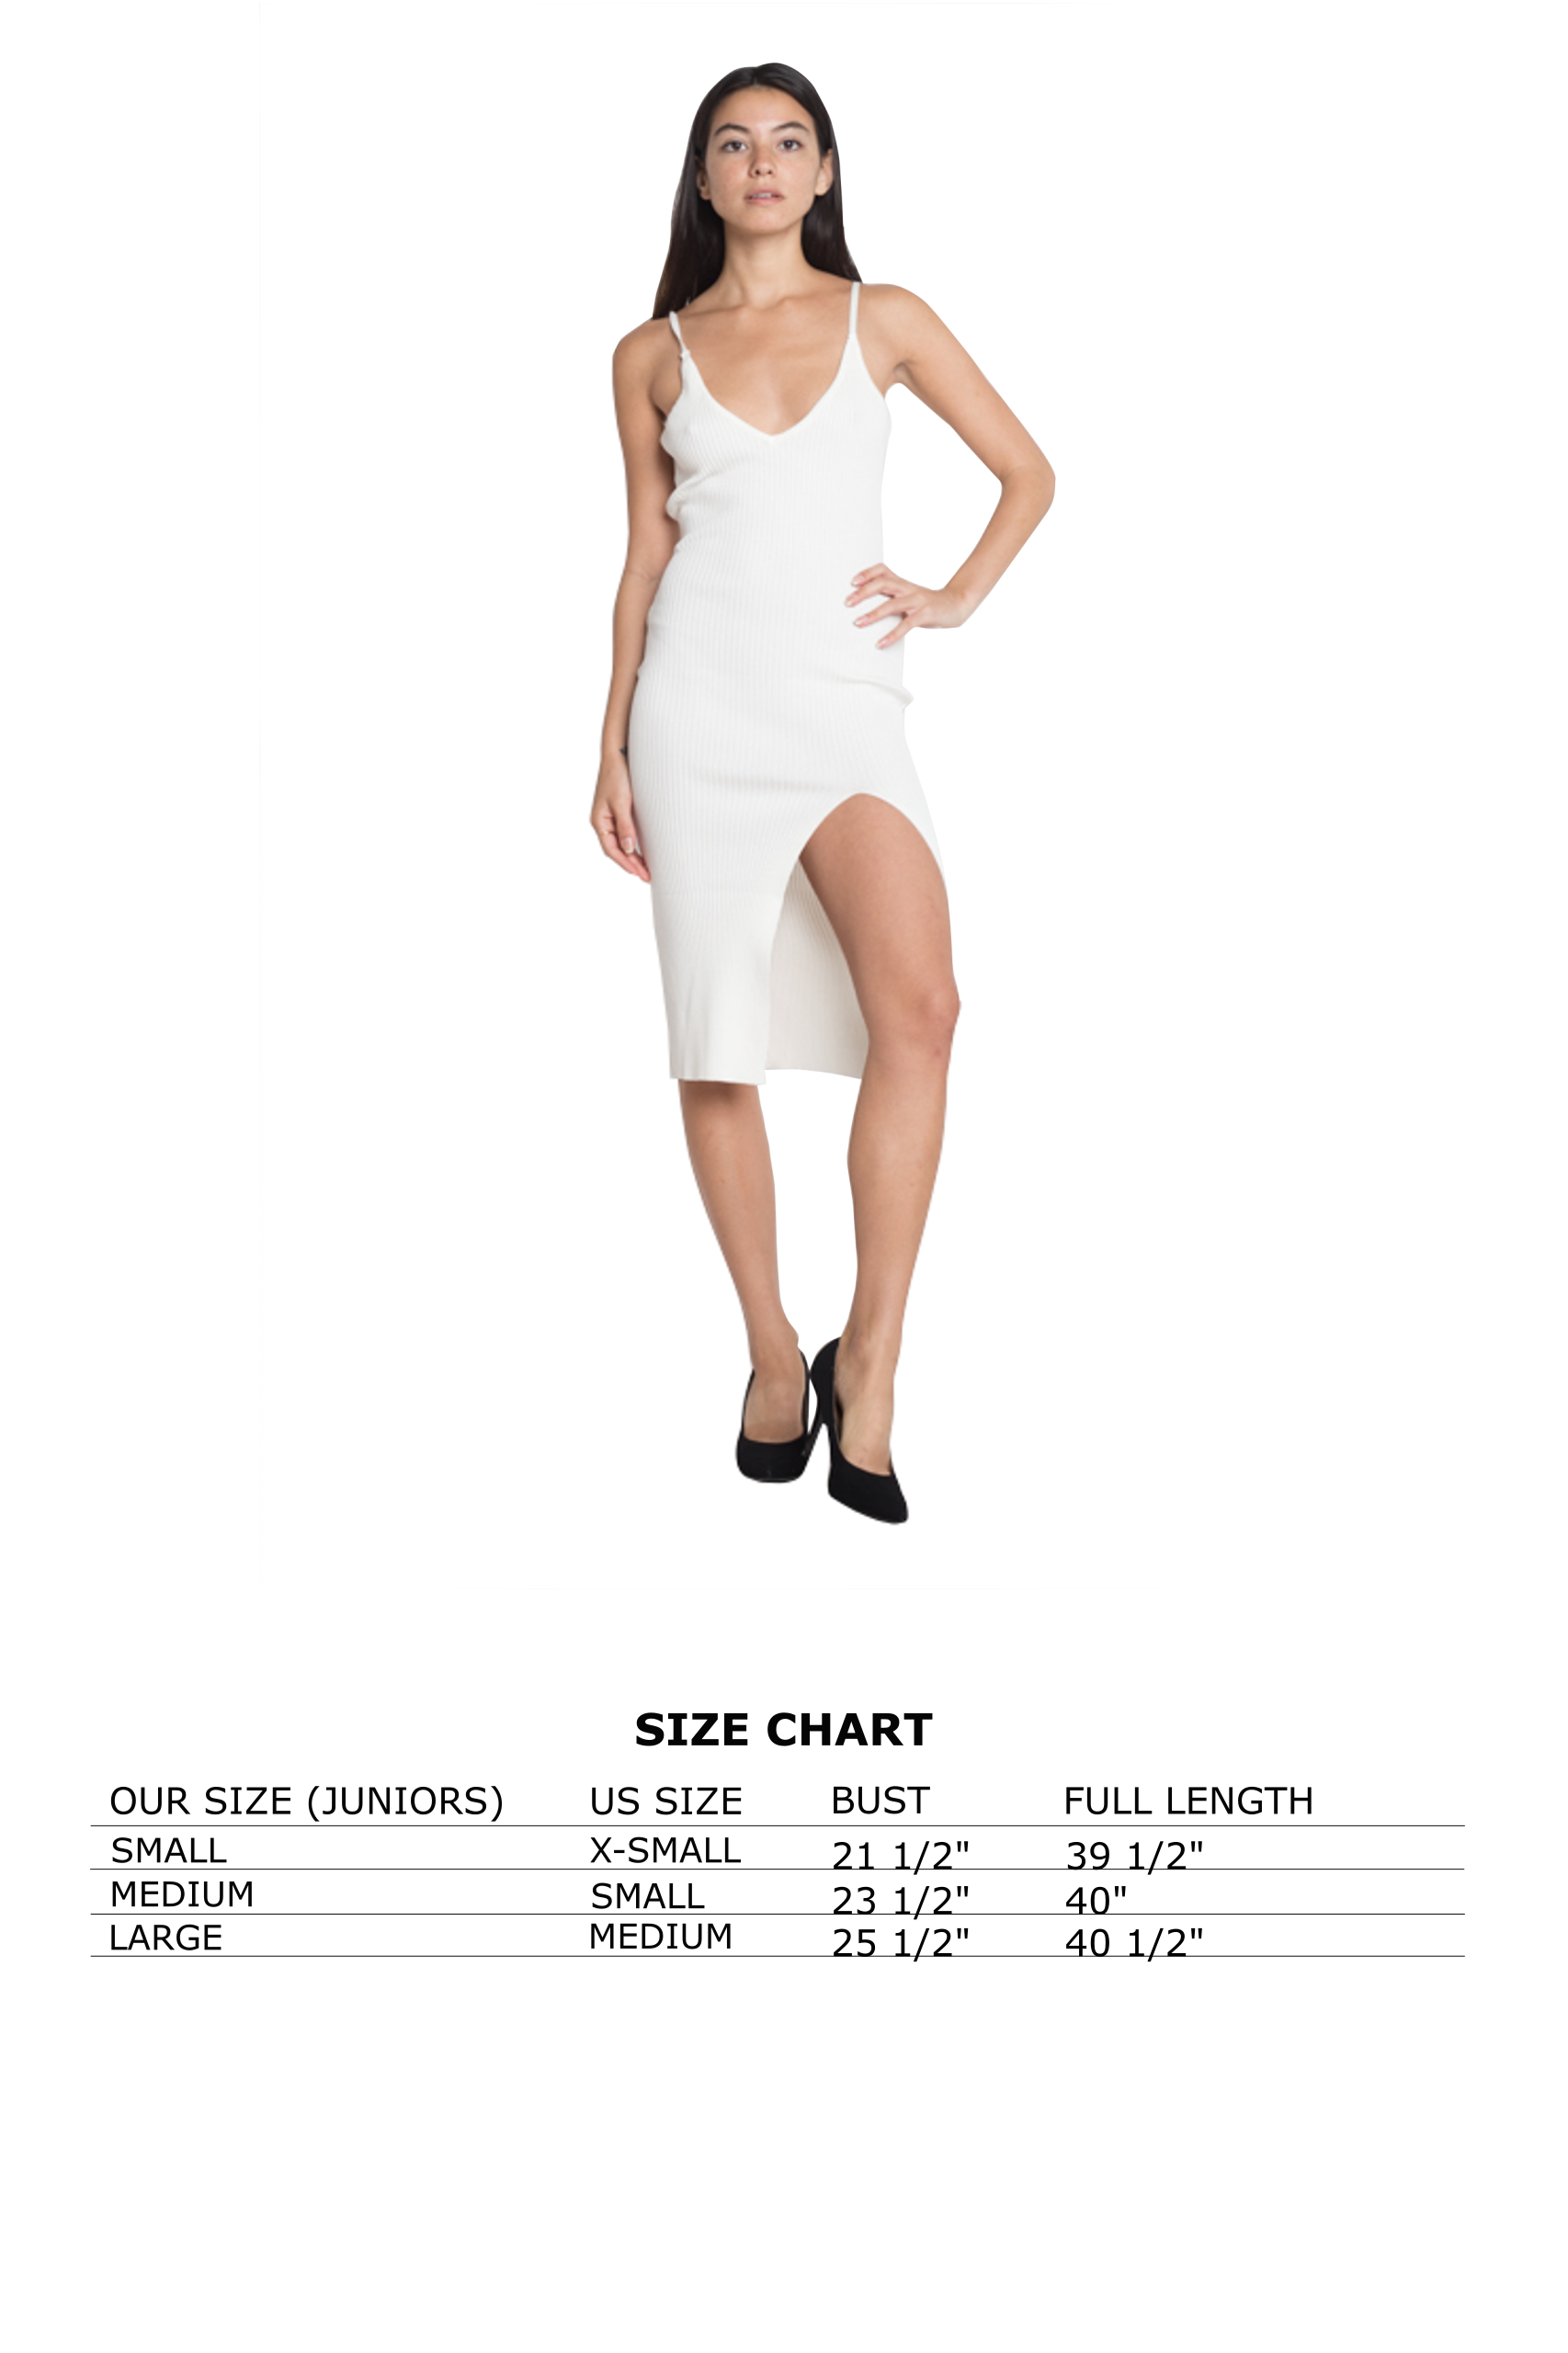 SIZE CHART
OUR SIZE (JUNIORS) US SIZE BUST FULL LENGTH
SMALL X-SMALL 21 1/2" 39 1/2"
MEDIUM SMALL 23 1/2" 40"
LARGE MEDIUM 25 1/2" 40 1/2"